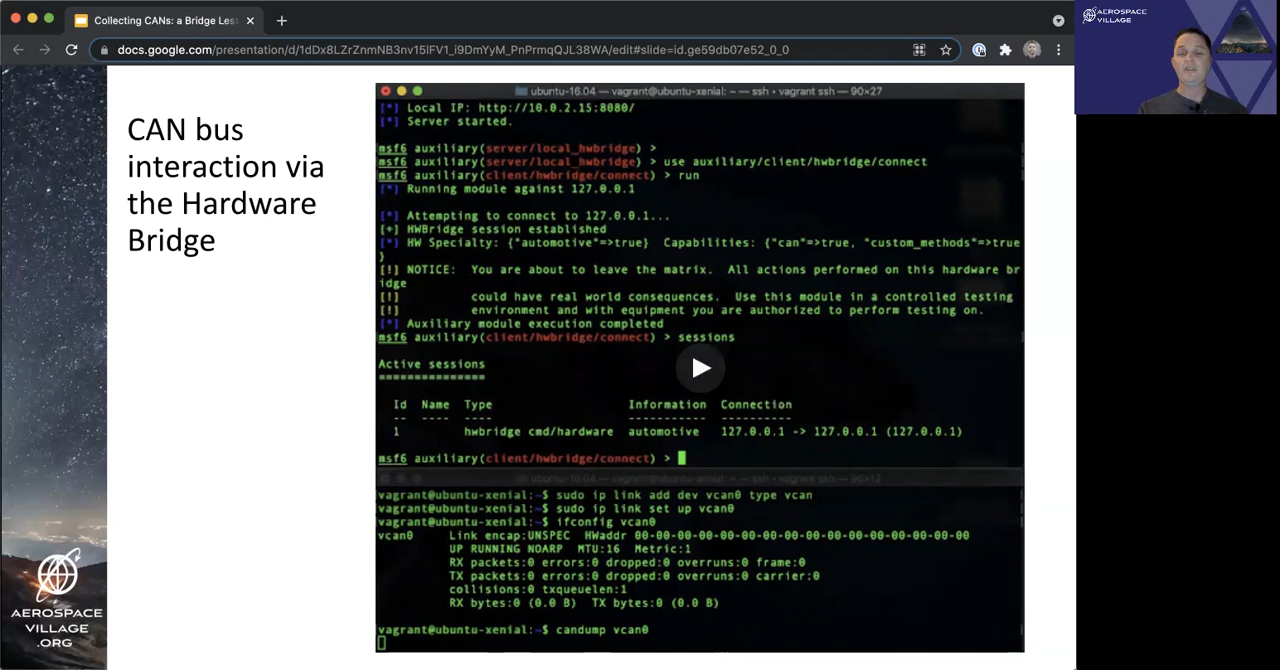 Collecting CANs: a Bridge Les
docs.google.com/presentation/d/1dDx8LZrZnmNB3nv15lFV1_i9DmYyM_PnPrmqQJL38WA/edit#slide=id.ge59db07e52_0_0
AEROSPACE
VILLAGE
CAN bus
interaction via
the Hardware
Bridge
ubuntu-16.04 — vagrant@ubuntu-xenial: ~ — ssh • vagrant ssh — 90×27
[*] Local IP: http://10.0.2.15:8080/
[*] Server started.
msf6 auxiliary(server/local_hwbridge) >
msf6 auxiliary(server/local_hwbridge) > use auxiliary/client/hwbridge/connect
msf6 auxiliary(client/hwbridge/connect) > run
[*] Running module against 127.0.0.1
[*] Attempting to connect to 127.0.0.1...
[+] HWBridge session established
[*] HW Specialty: {"automotive"=>true}  Capabilities: {"can"=>true, "custom_methods"=>true
}
[!] NOTICE:  You are about to leave the matrix.  All actions performed on this hardware br
idge
[!]          could have real world consequences.  Use this module in a controlled testing
[!]          environment and with equipment you are authorized to perform testing on.
[*] Auxiliary module execution completed
msf6 auxiliary(client/hwbridge/connect) > sessions
Active sessions
===============
Id  Name  Type                   Information  Connection
--  ----  ----                   -----------  ----------
1         hwbridge cmd/hardware  automotive   127.0.0.1 -> 127.0.0.1 (127.0.0.1)
msf6 auxiliary(client/hwbridge/connect) >
ubuntu-16.04 — vagrant@ubuntu-xenial: ~ — ssh • vagrant ssh — 90×12
vagrant@ubuntu-xenial:~$ sudo ip link add dev vcan0 type vcan
vagrant@ubuntu-xenial:~$ sudo ip link set up vcan0
vagrant@ubuntu-xenial:~$ ifconfig vcan0
vcan0     Link encap:UNSPEC  HWaddr 00-00-00-00-00-00-00-00-00-00-00-00-00-00-00-00
UP RUNNING NOARP  MTU:16  Metric:1
RX packets:0 errors:0 dropped:0 overruns:0 frame:0
TX packets:0 errors:0 dropped:0 overruns:0 carrier:0
collisions:0 txqueuelen:1
RX bytes:0 (0.0 B)  TX bytes:0 (0.0 B)
vagrant@ubuntu-xenial:~$ candump vcan0
AEROSPACE
VILLAGE
.ORG